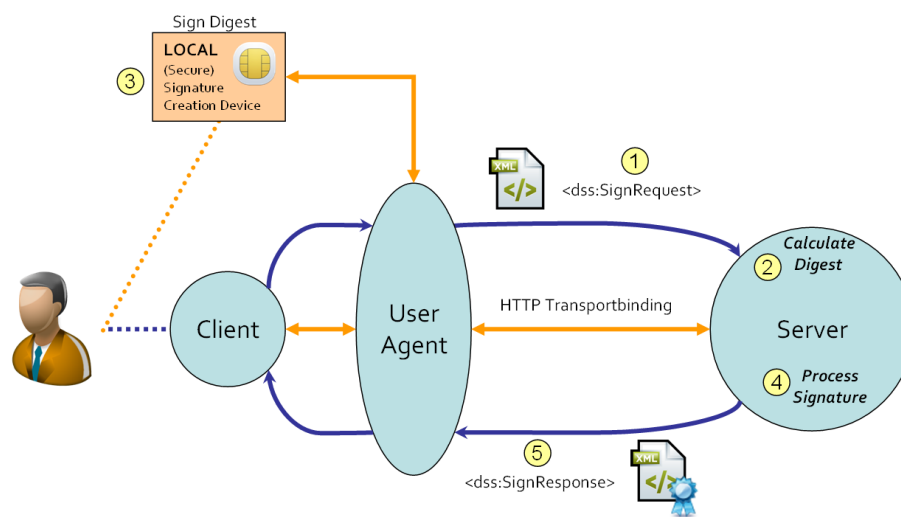 Sign Digest
LOCAL
(Secure)
Signature
Creation Device
3
XML
</>
1
<dss:SignRequest>
Calculate
2
Digest
HTTP Transportbinding
Client
User
Agent
Server
4
Process
Signature
5
<dss:SignResponse>
XML
</>